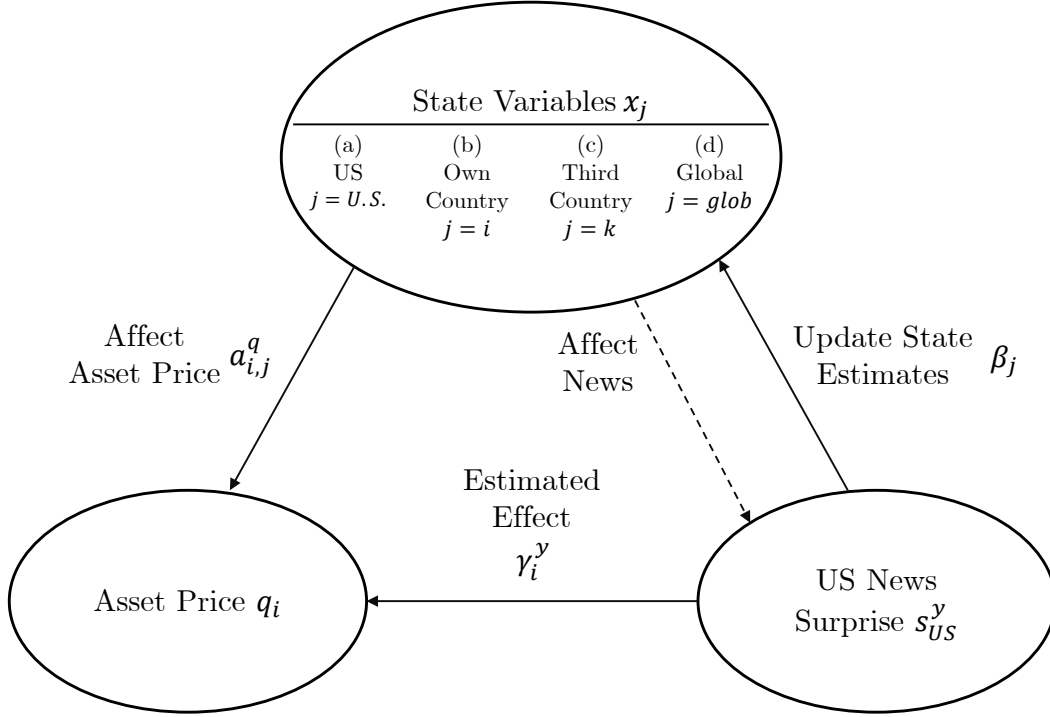 State Variables x_j
(a) (b) (c) (d)
US Own Third Global
j = U.S. Country Country j = glob
j = i j = k
Affect
Asset Price a^q_{i,j}
Affect
News
Update State
Estimates β_j
Estimated
Effect
γ^y_i
Asset Price q_i
US News
Surprise s^y_{US}